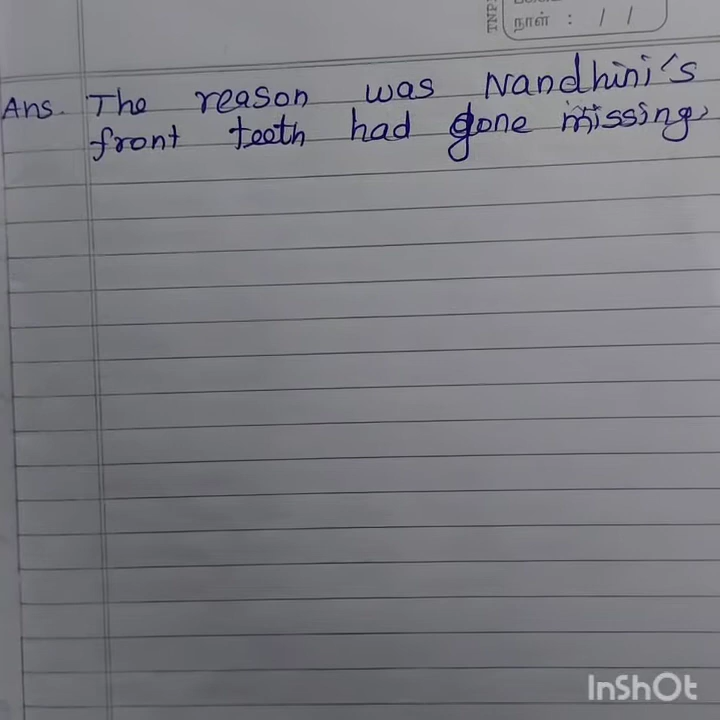 நாள் : / /
Ans. The reason was Nandhini's
front teeth had gone missing,
InShOt